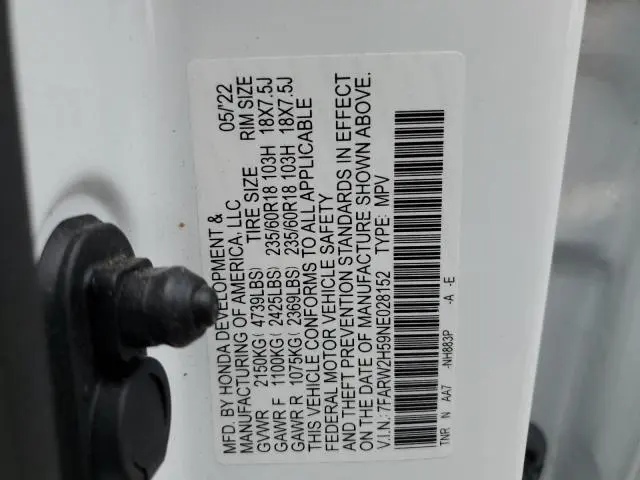 MFD. BY HONDA DEVELOPMENT & 05/'22
MANUFACTURING OF AMERICA, LLC
TIRE SIZE RIM SIZE
GVWR 2150KG( 4739LBS)
GAWR F 1100KG( 2425LBS) 235/60R18 103H 18X7.5J
GAWR R 1075KG( 2369LBS) 235/60R18 103H 18X7.5J
THIS VEHICLE CONFORMS TO ALL APPLICABLE
FEDERAL MOTOR VEHICLE SAFETY
AND THEFT PREVENTION STANDARDS IN EFFECT
ON THE DATE OF MANUFACTURE SHOWN ABOVE.
V.I.N.: 7FARW2H59NE028152 TYPE: MPV
TNR N AA7 -NH883P -A -E